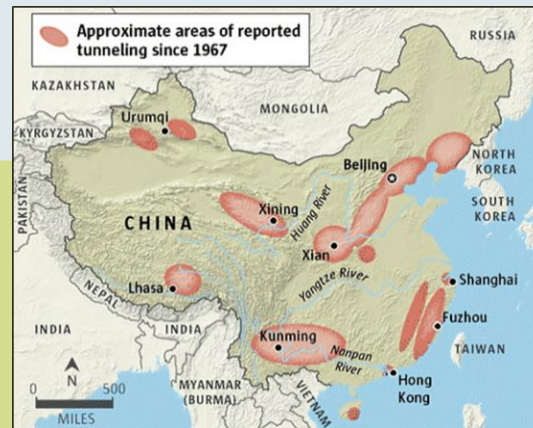 Approximate areas of reported
tunneling since 1967
RUSSIA
KAZAKHSTAN
MONGOLIA
KYRGYZSTAN
Urumqi
Beijing
NORTH
KOREA
SOUTH
KOREA
PAKISTAN
CHINA
Xining
Huang River
Xian
Lhasa
Yangtze River
Shanghai
NEPAL
Fuzhou
INDIA
INDIA
Kunming
Nanpan
River
TAIWAN
N
MYANMAR
(BURMA)
VIETNAM
Hong
Kong
0 500
MILES